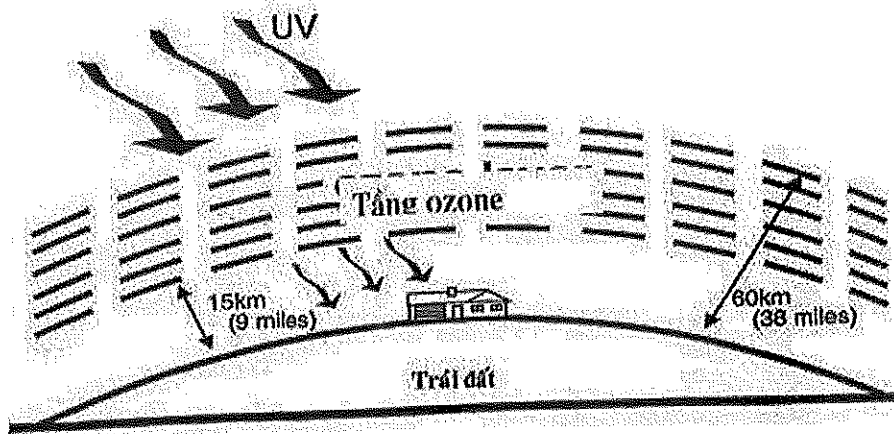 UV
Tầng ozone
15km
(9 miles)
60km
(38 miles)
Trái đất